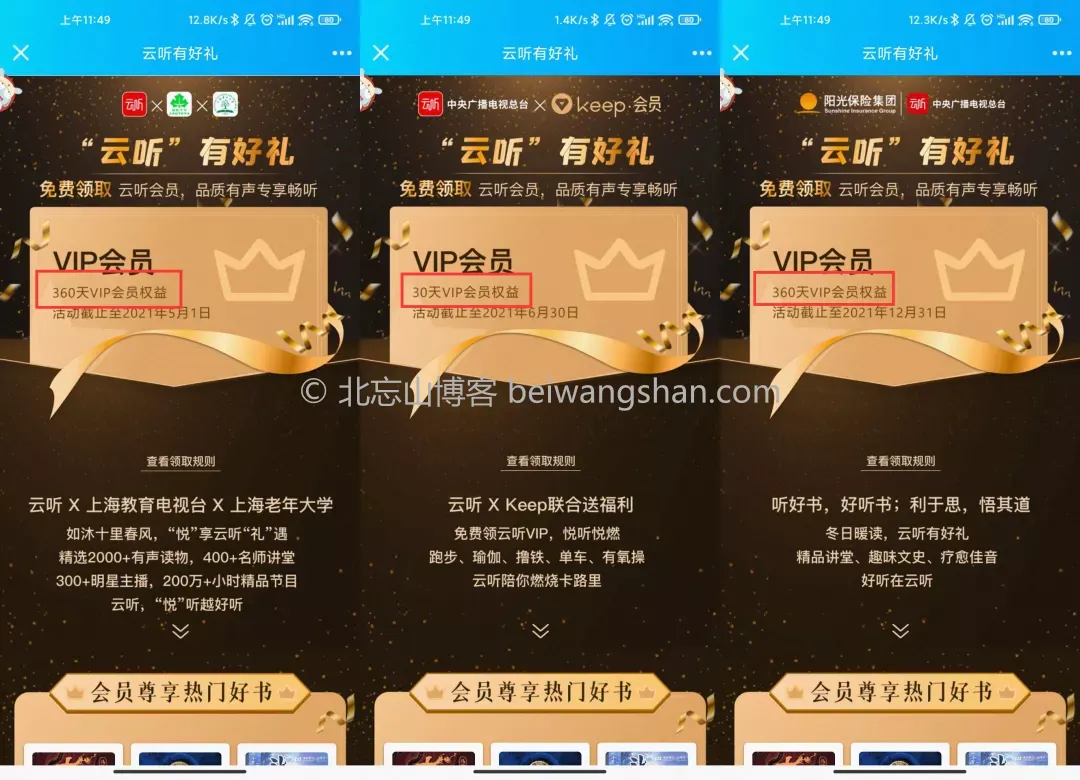 上午11:49
12.8K/s
80
云听有好礼
云听
“云听”有好礼
免费领取 云听会员，品质有声专享畅听
VIP会员
360天VIP会员权益
活动截止至2021年5月1日
查看领取规则
云听 X 上海教育电视台 X 上海老年大学
如沐十里春风，“悦”享云听“礼”遇
精选2000+有声读物，400+名师讲堂
300+明星主播，200万+小时精品节目
云听，“悦”听越好听
会员尊享热门好书
上午11:49
1.4K/s
80
云听有好礼
云听 中央广播电视总台 × keep·会员
“云听”有好礼
免费领取 云听会员，品质有声专享畅听
VIP会员
30天VIP会员权益
活动截止至2021年6月30日
查看领取规则
云听 X Keep联合送福利
免费领云听VIP，悦听悦燃
跑步、瑜伽、撸铁、单车、有氧操
云听陪你燃烧卡路里
会员尊享热门好书
上午11:49
12.3K/s
80
云听有好礼
阳光保险集团
Sunshine Insurance Group
云听 中央广播电视总台
“云听”有好礼
免费领取 云听会员，品质有声专享畅听
VIP会员
360天VIP会员权益
活动截止至2021年12月31日
查看领取规则
听好书，好听书；利于思，悟其道
冬日暖读，云听有好礼
精品讲堂、趣味文史、疗愈佳音
好听在云听
会员尊享热门好书
© 北忘山博客 beiwangshan.com